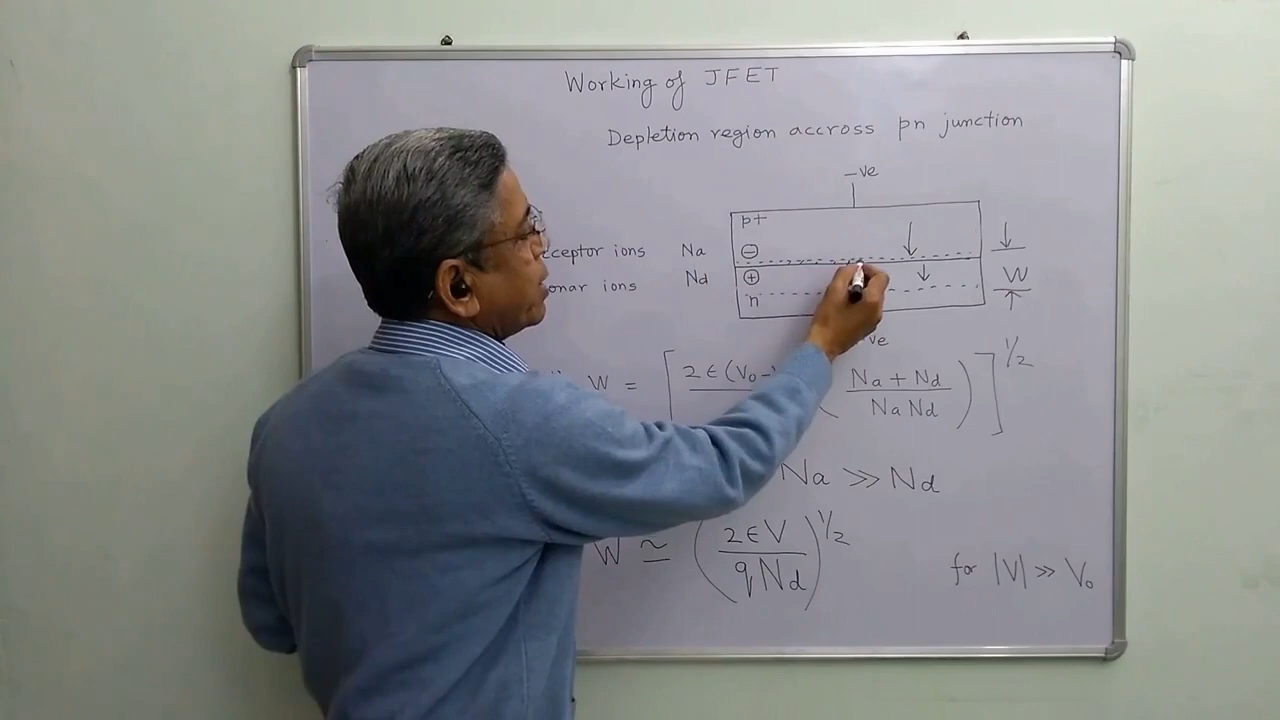 Working of JFET
Depletion region accross pn junction
-ve
p+
ceptor ions Na
⊖
Nd
⊕
W
onar ions
n
ve
W = [ 2ϵ(V₀- ( Na + Nd / Na Nd ) ]^1/2
Na >> Nd
W ≃ ( 2ϵV / qNd )^1/2
for |V| >> V₀